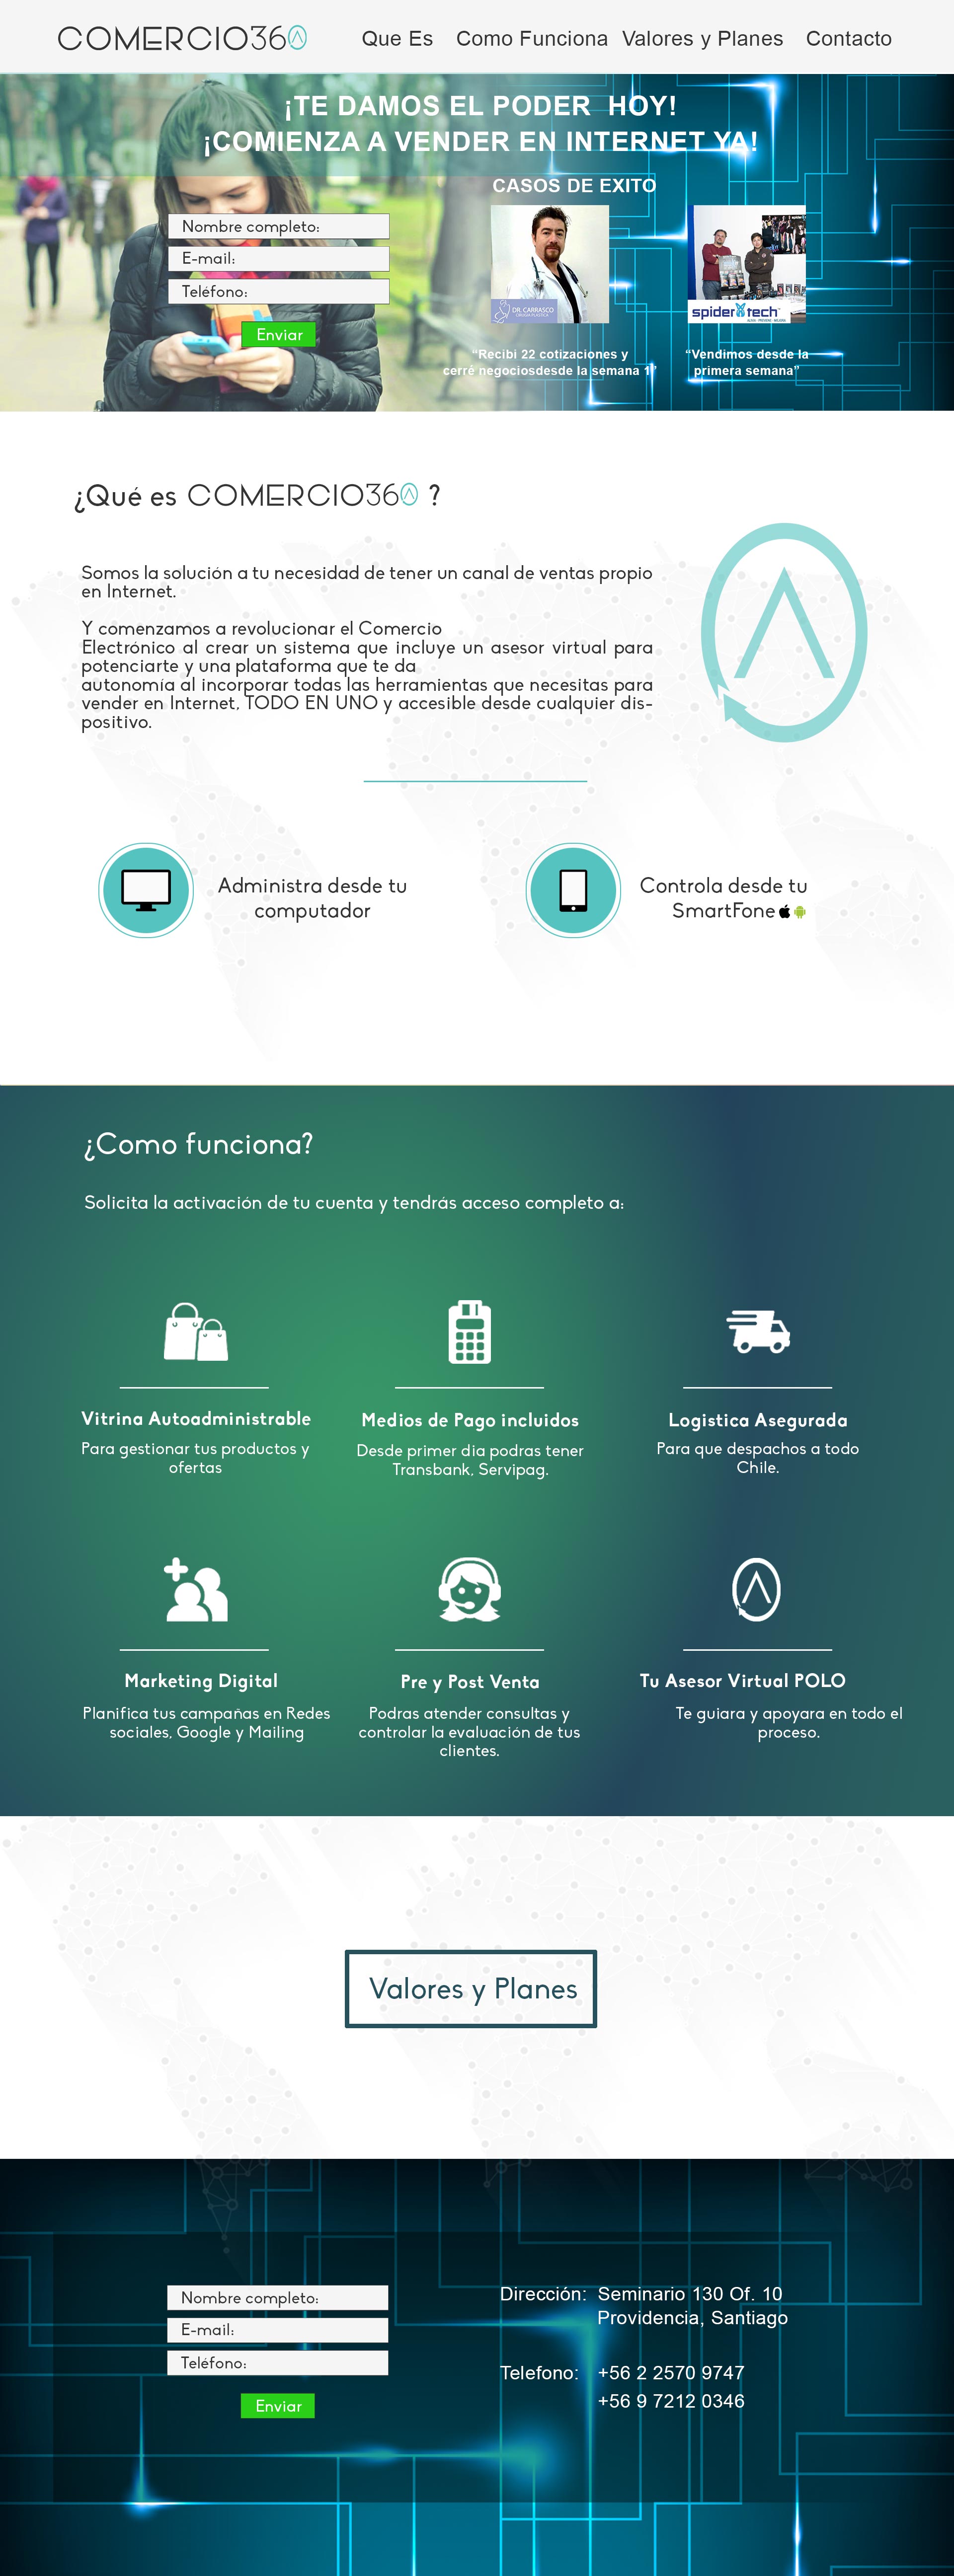 COMERCIO360 Que Es Como Funciona Valores y Planes Contacto
¡TE DAMOS EL PODER HOY!
¡COMIENZA A VENDER EN INTERNET YA!
CASOS DE EXITO
Nombre completo:
E-mail:
Teléfono:
Enviar
DR. CARRASCO
CIRUGÍA PLÁSTICA
spider tech
"Recibi 22 cotizaciones y
cerré negociosdesde la semana 1"
"Vendimos desde la
primera semana"
¿Qué es COMERCIO360 ?
Somos la solución a tu necesidad de tener un canal de ventas propio
en Internet.
Y comenzamos a revolucionar el Comercio
Electrónico al crear un sistema que incluye un asesor virtual para
potenciarte y una plataforma que te da
autonomía al incorporar todas las herramientas que necesitas para
vender en Internet, TODO EN UNO y accesible desde cualquier dis-
positivo.
Administra desde tu
computador
Controla desde tu
SmartFone
¿Como funciona?
Solicita la activación de tu cuenta y tendrás acceso completo a:
Vitrina Autoadministrable
Para gestionar tus productos y
ofertas
Medios de Pago incluidos
Desde primer dia podras tener
Transbank, Servipag.
Logistica Asegurada
Para que despachos a todo
Chile.
Marketing Digital
Planifica tus campañas en Redes
sociales, Google y Mailing
Pre y Post Venta
Podras atender consultas y
controlar la evaluación de tus
clientes.
Tu Asesor Virtual POLO
Te guiara y apoyara en todo el
proceso.
Valores y Planes
Nombre completo:
E-mail:
Teléfono:
Enviar
Dirección: Seminario 130 Of. 10
Providencia, Santiago
Telefono: +56 2 2570 9747
+56 9 7212 0346